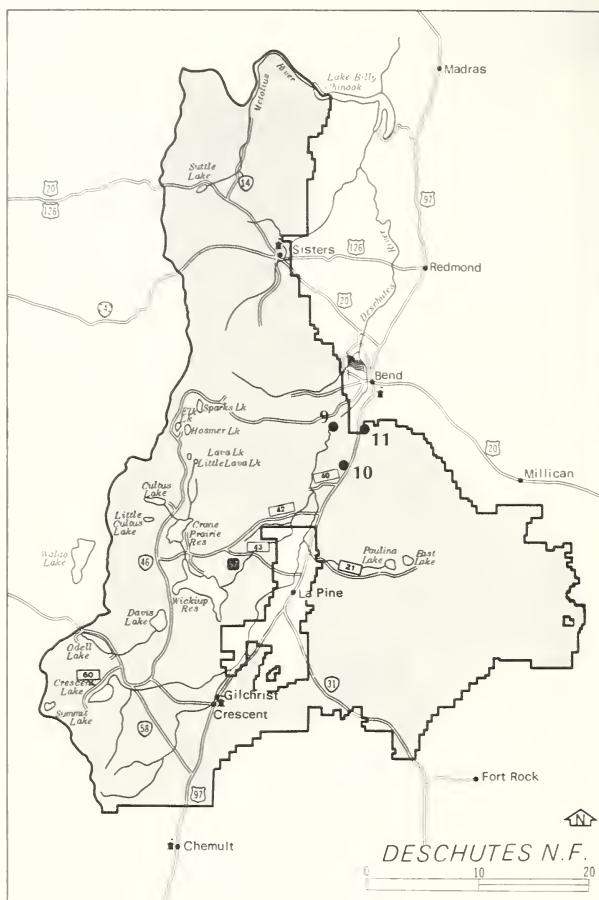 Madras
Lake Billy
Chinook
Metolius
River
Suttle
Lake
14
20
126
97
Sisters
126
Redmond
20
Deschutes
River
Bend
Sparks Lk
Elk
Lk
Hosmer Lk
9
11
10
20
Millican
Lava Lk
Little Lava Lk
40
Cultus
Lake
42
Little
Cultus
Lake
Crane
Prairie
Res
43
46
Waldo
Lake
21
Paulina
Lake
East
Lake
Wickiup
Res
La Pine
Davis
Lake
Odell
Lake
60
Crescent
Lake
Summit
Lake
Gilchrist
Crescent
31
58
97
Fort Rock
Chemult
N
DESCHUTES N.F.
0 10 20